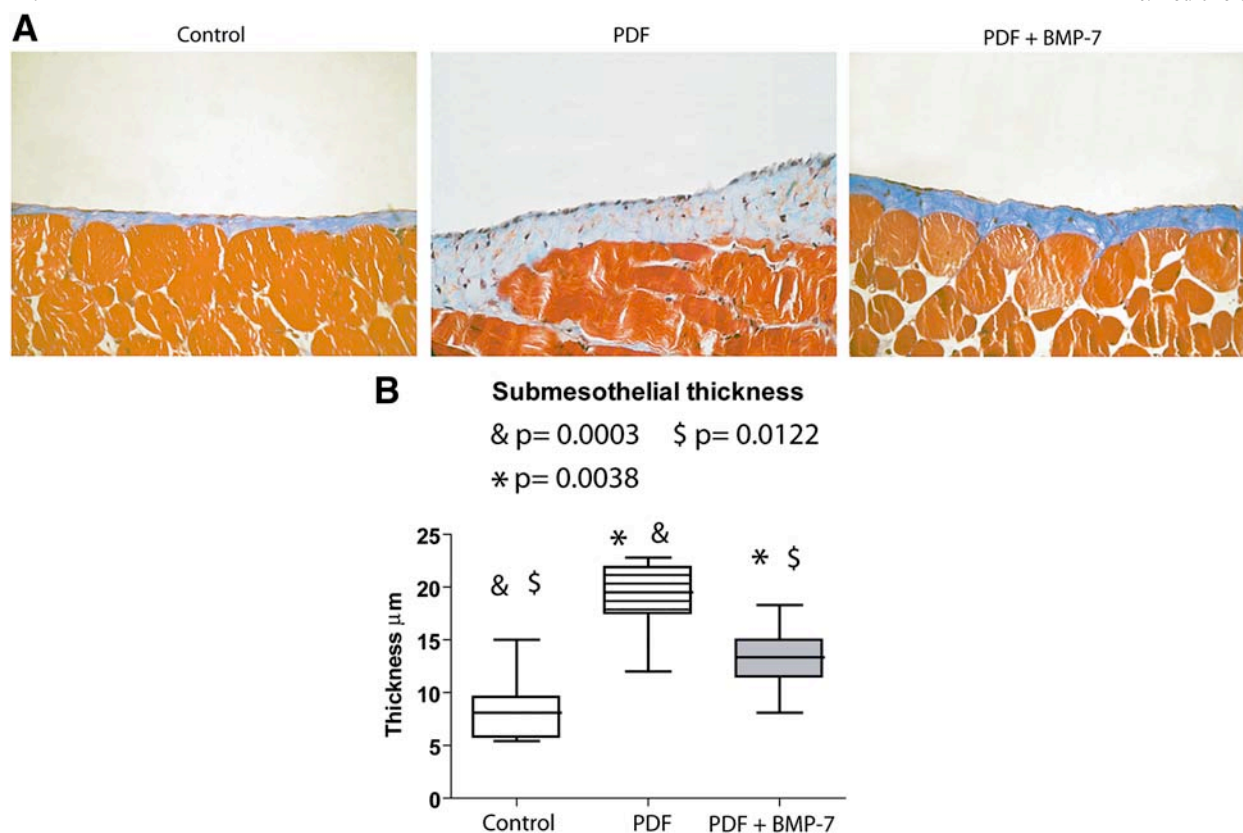 A
Control
PDF
PDF + BMP-7
B
Submesothelial thickness
& p= 0.0003 $ p= 0.0122
* p= 0.0038
25
20
15
10
5
0
Thickness μm
* &
& $
* $
Control
PDF
PDF + BMP-7